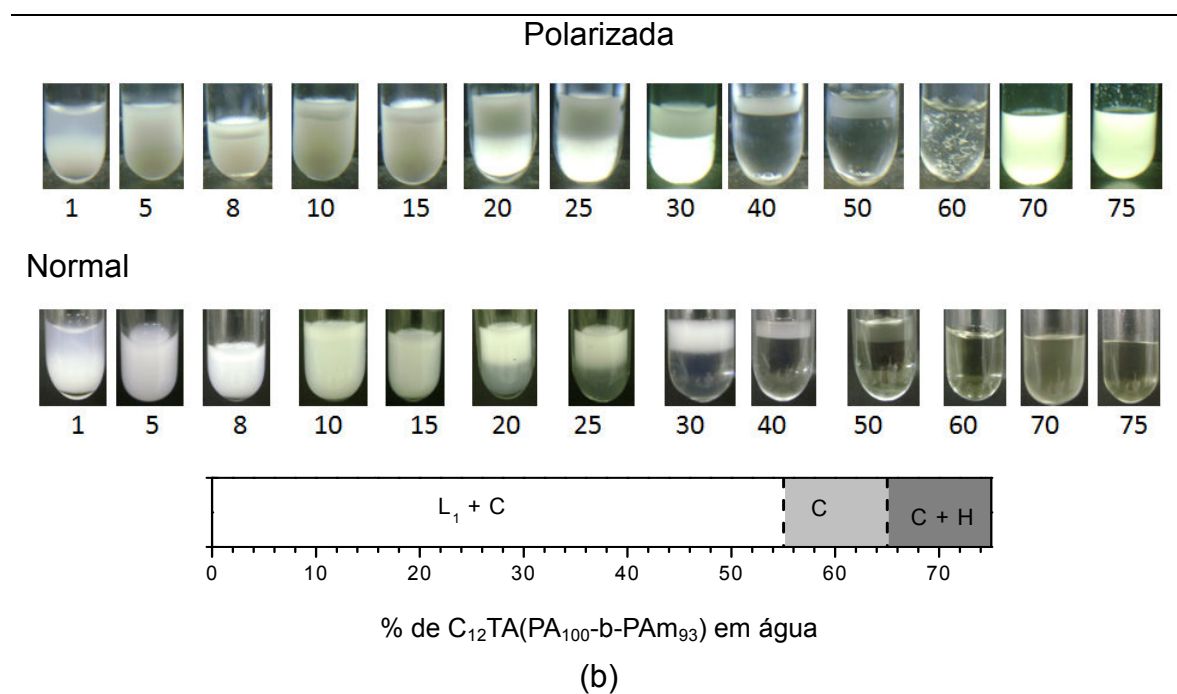 Polarizada
1 5 8 10 15 20 25 30 40 50 60 70 75
Normal
1 5 8 10 15 20 25 30 40 50 60 70 75
L₁ + C C C + H
0 10 20 30 40 50 60 70
% de C₁₂TA(PA₁₀₀-b-PAm₉₃) em água
(b)